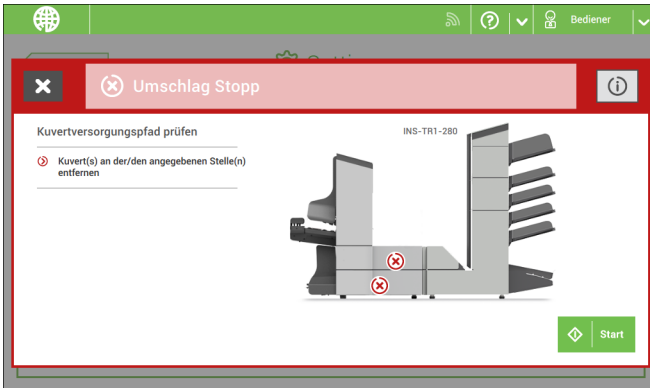 Bediener
Umschlag Stopp
Kuvertversorgungspfad prüfen
INS-TR1-280
Kuvert(s) an der/den angegebenen Stelle(n)
entfernen
Start